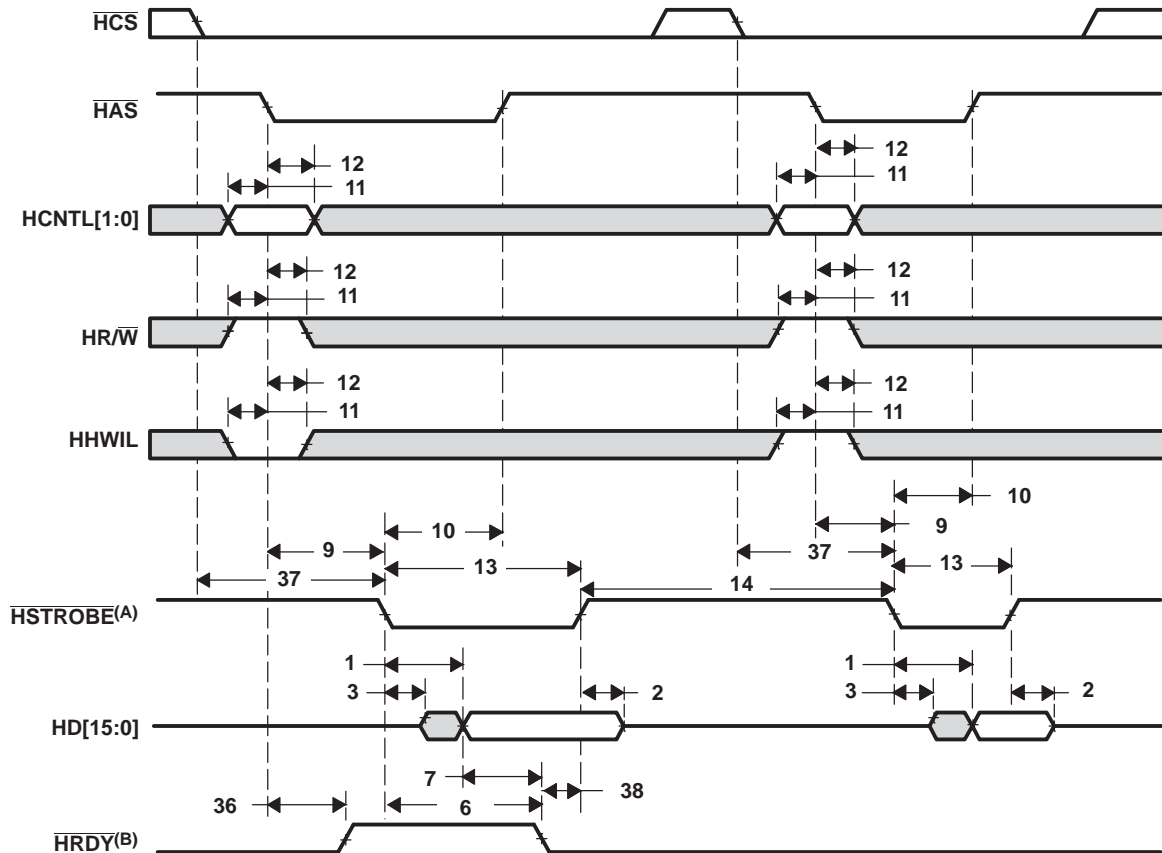 HCS
HAS
12 12
11 11
HCNTL[1:0]
12 12
11 11
HR/W
12 12
11 11
HHWIL
10
10 9
9 37
37 13 13
14
HSTROBE(A)
1 1
3 2 3 2
HD[15:0]
7 38
36 6
HRDY(B)